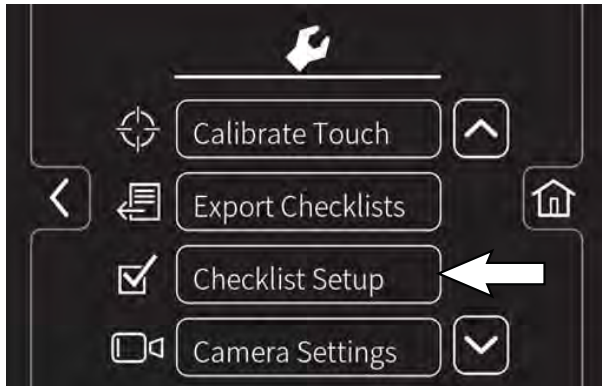 Calibrate Touch
Export Checklists
Checklist Setup
Camera Settings